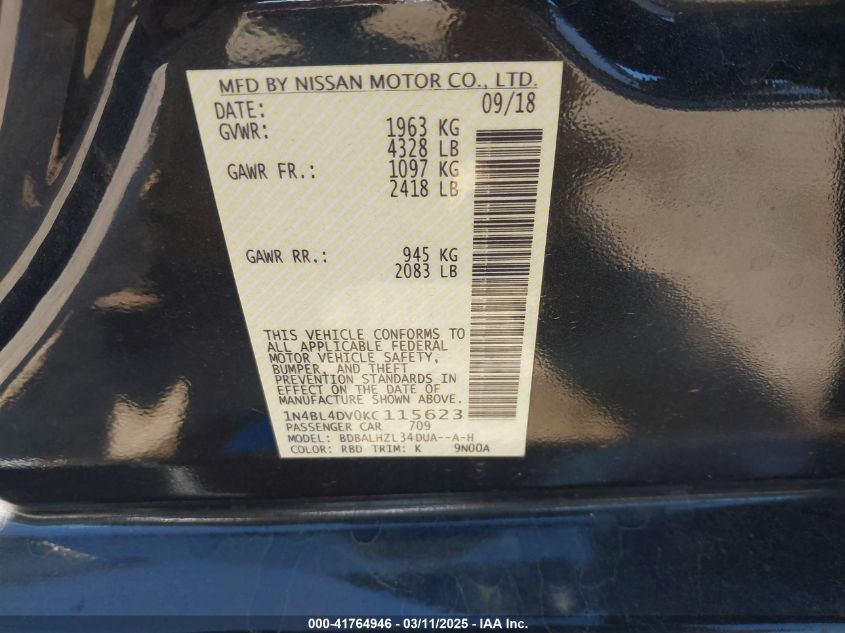 MFD BY NISSAN MOTOR CO., LTD.
DATE: 09/18
GVWR: 1963 KG
4328 LB
GAWR FR.: 1097 KG
2418 LB
GAWR RR.: 945 KG
2083 LB
THIS VEHICLE CONFORMS TO
ALL APPLICABLE FEDERAL
MOTOR VEHICLE SAFETY,
BUMPER, AND THEFT
PREVENTION STANDARDS IN
EFFECT ON THE DATE OF
MANUFACTURE SHOWN ABOVE.
1N4BL4DV0KC115623
PASSENGER CAR 709
MODEL: BDBALHZL34DUA--A-H
COLOR: RBD TRIM: K 9N00A
000-41764946 - 03/11/2025 - IAA Inc.